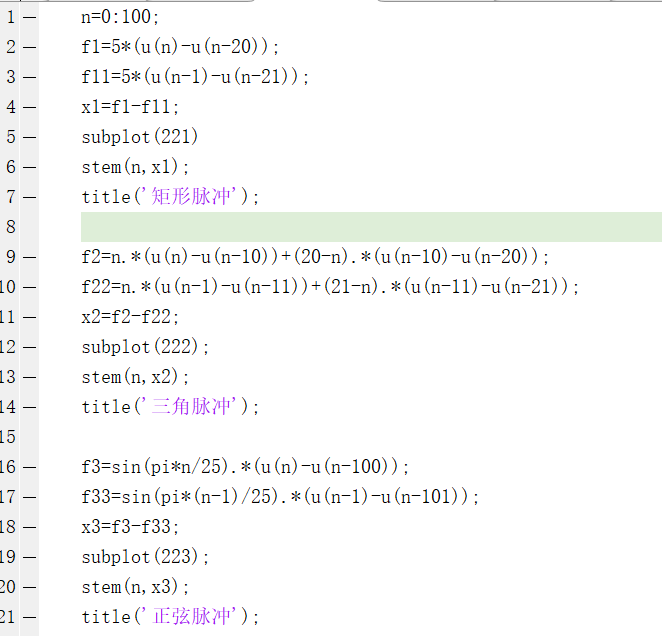 1 — n=0:100;
2 — f1=5*(u(n)-u(n-20));
3 — f11=5*(u(n-1)-u(n-21));
4 — x1=f1-f11;
5 — subplot(221)
6 — stem(n,x1);
7 — title('矩形脉冲');
8
9 — f2=n.*(u(n)-u(n-10))+(20-n).*(u(n-10)-u(n-20));
10 — f22=n.*(u(n-1)-u(n-11))+(21-n).*(u(n-11)-u(n-21));
11 — x2=f2-f22;
12 — subplot(222);
13 — stem(n,x2);
14 — title('三角脉冲');
15
16 — f3=sin(pi*n/25).*(u(n)-u(n-100));
17 — f33=sin(pi*(n-1)/25).*(u(n-1)-u(n-101));
18 — x3=f3-f33;
19 — subplot(223);
20 — stem(n,x3);
21 — title('正弦脉冲');